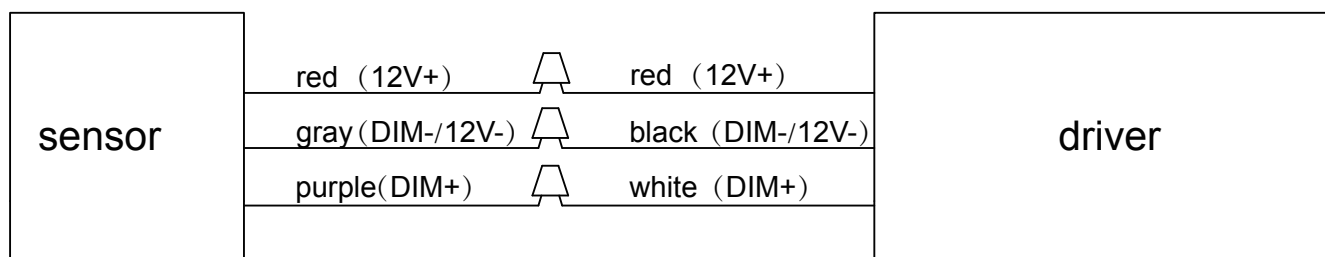 red （12V+） red （12V+）
sensor gray(DIM-/12V-) black (DIM-/12V-) driver
purple(DIM+) white （DIM+）